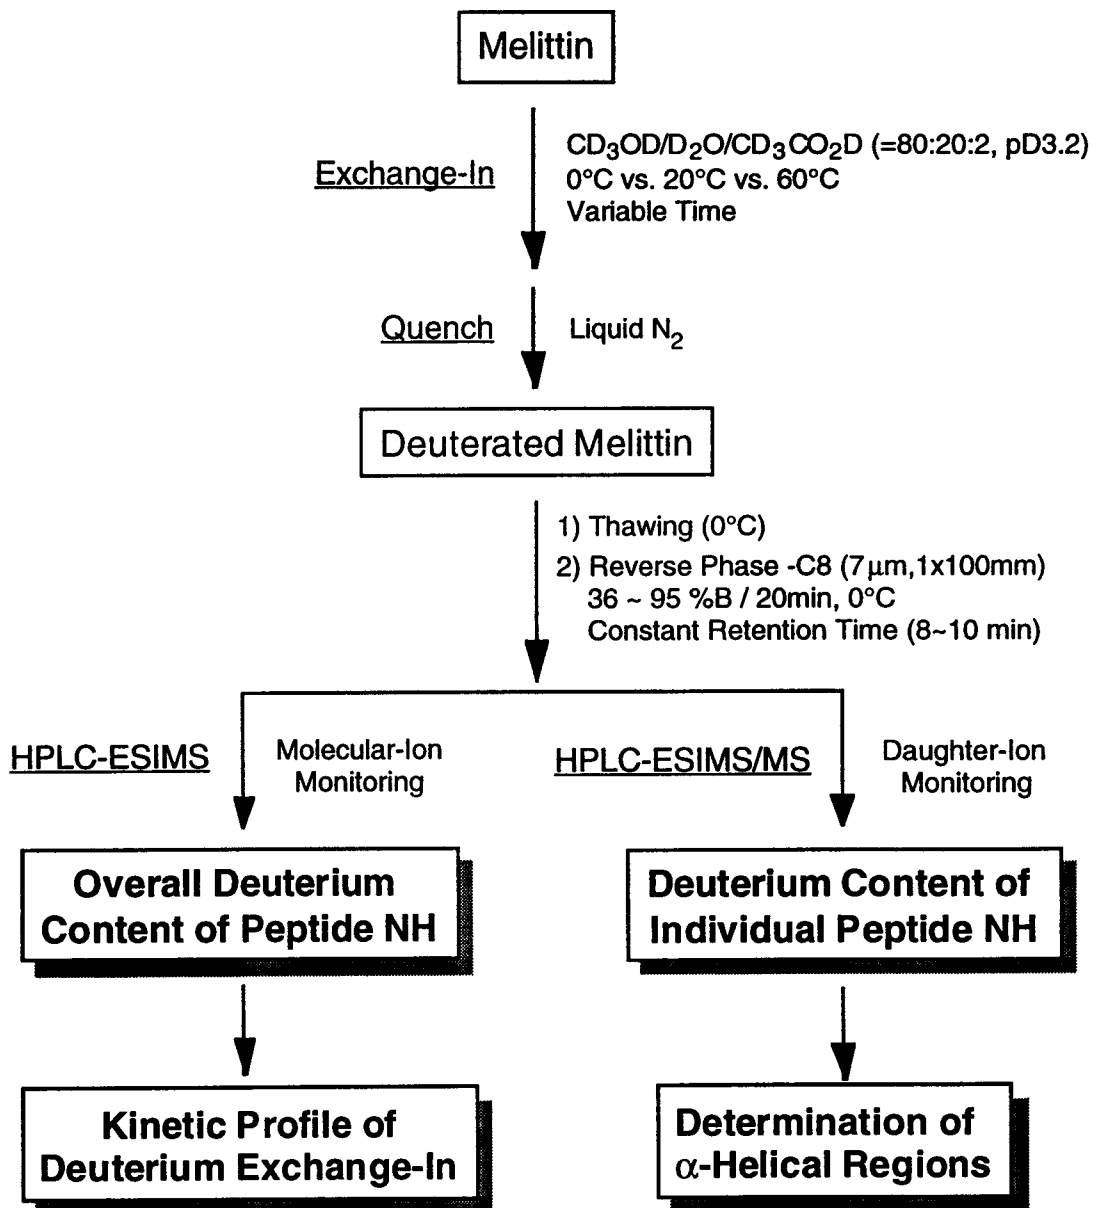 Melittin
Exchange-In
CD3OD/D2O/CD3CO2D (=80:20:2, pD3.2)
0°C vs. 20°C vs. 60°C
Variable Time
Quench
Liquid N2
Deuterated Melittin
1) Thawing (0°C)
2) Reverse Phase -C8 (7μm,1x100mm)
36 ~ 95 %B / 20min, 0°C
Constant Retention Time (8~10 min)
HPLC-ESIMS
Molecular-Ion
Monitoring
HPLC-ESIMS/MS
Daughter-Ion
Monitoring
Overall Deuterium
Content of Peptide NH
Deuterium Content of
Individual Peptide NH
Kinetic Profile of
Deuterium Exchange-In
Determination of
α-Helical Regions